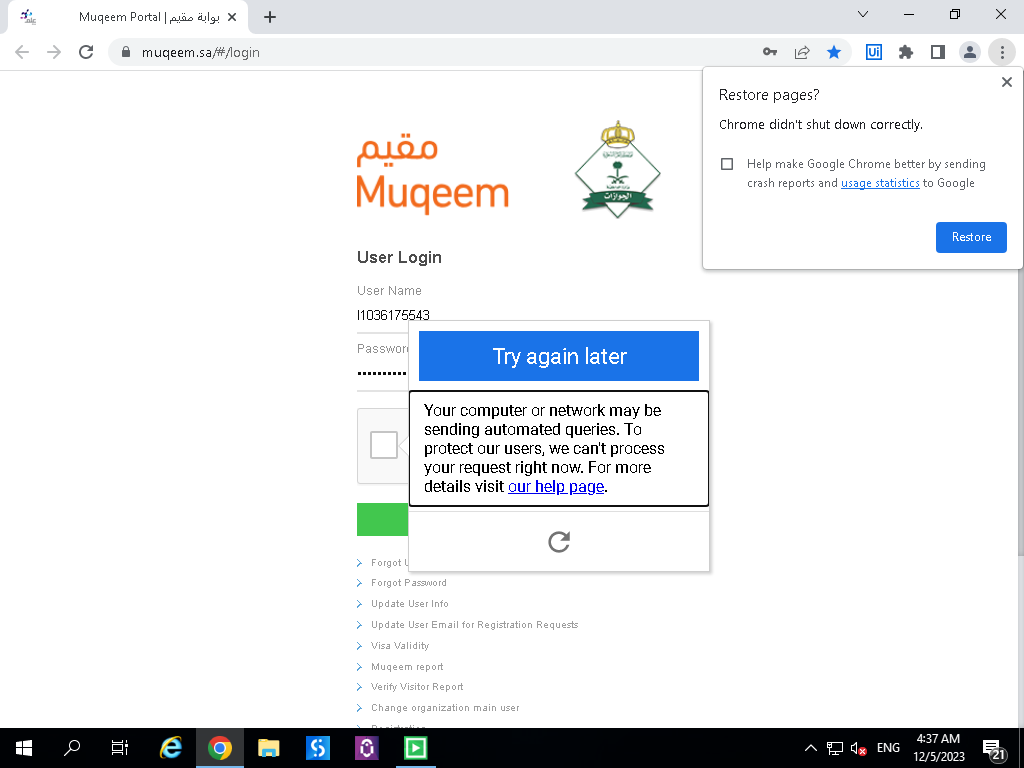 Muqeem Portal | بوابة مقيم
muqeem.sa/#/login
Ui
Restore pages?
Chrome didn't shut down correctly.
Help make Google Chrome better by sending
crash reports and usage statistics to Google
Restore
مقيم
Muqeem
الجوازات
User Login
User Name
I1036175543
Password
Try again later
Your computer or network may be
sending automated queries. To
protect our users, we can't process
your request right now. For more
details visit our help page.
Forgot U
Forgot Password
Update User Info
Update User Email for Registration Requests
Visa Validity
Muqeem report
Verify Visitor Report
Change organization main user
Registration
ENG
4:37 AM
12/5/2023
21